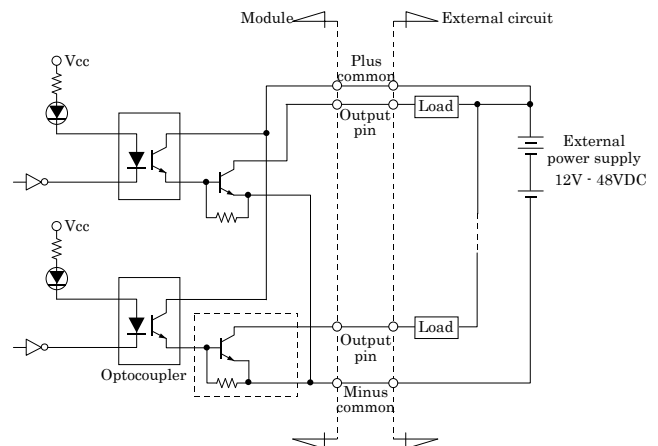 Module
External circuit
Vcc
Plus
common
Output
pin
Load
External
power supply
12V - 48VDC
Vcc
Load
Output
pin
Optocoupler
Minus
common